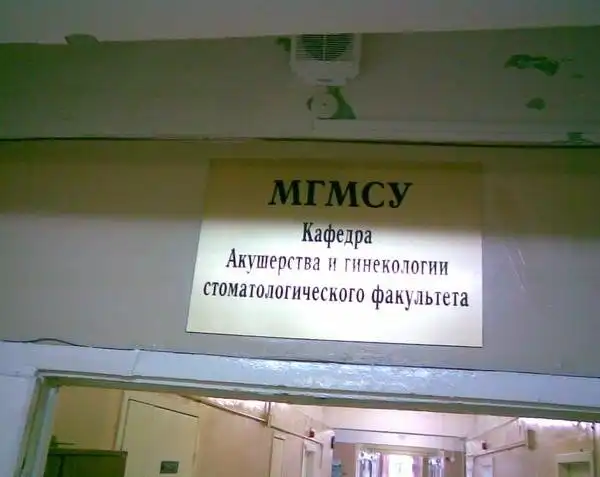 МГМСУ
Кафедра
Акушерства и гинекологии
стоматологического факультета